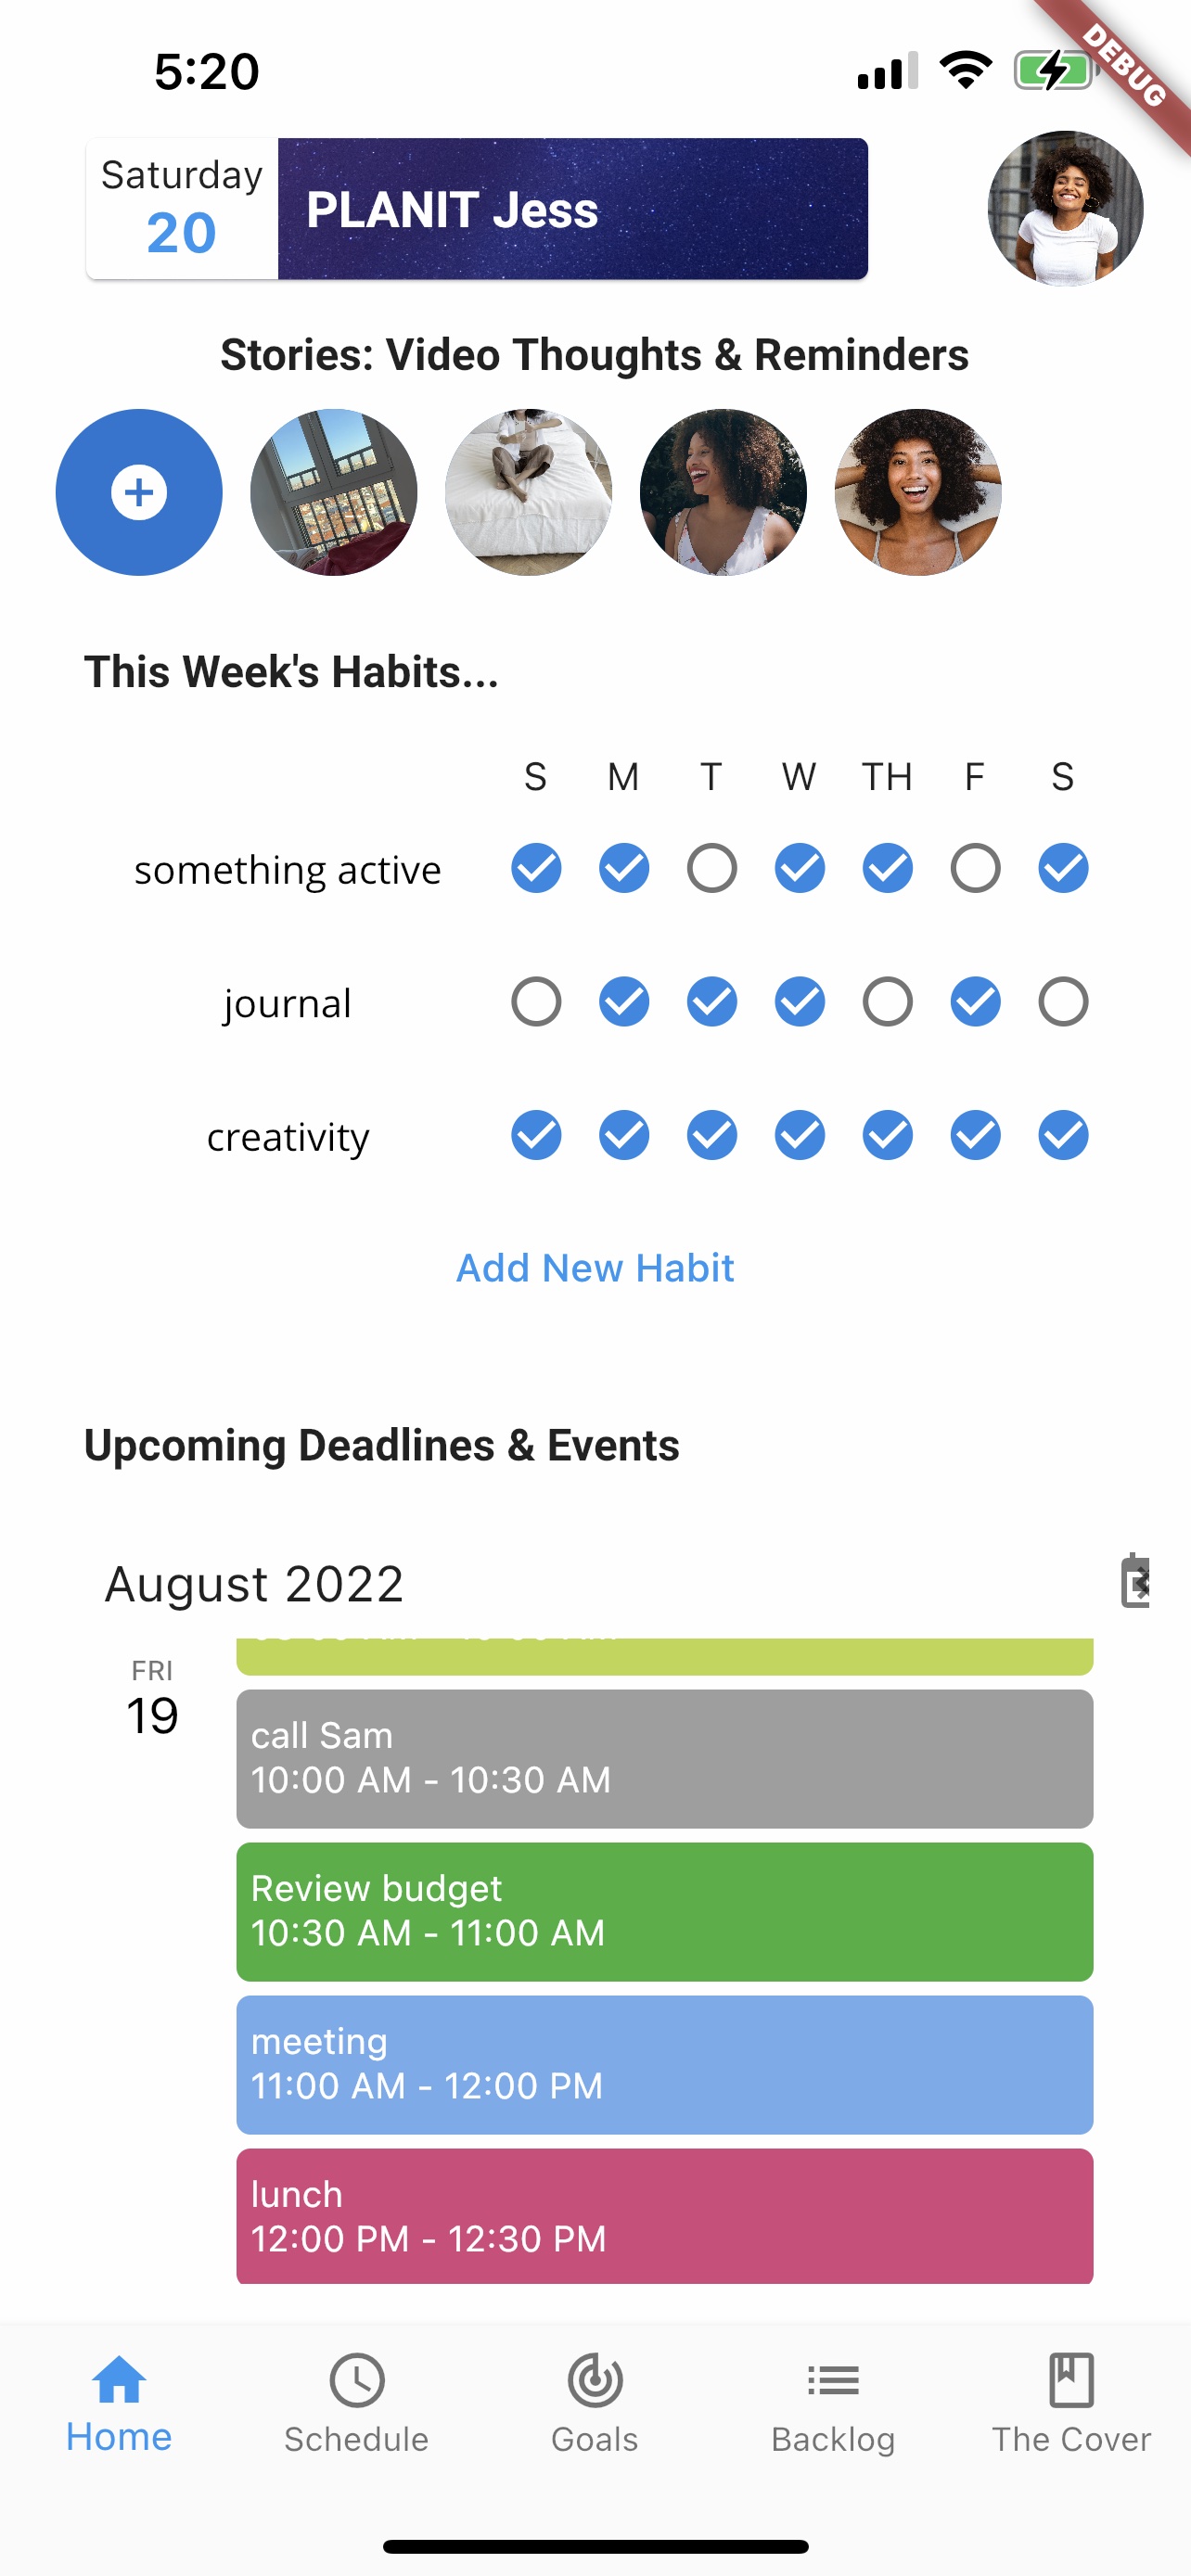 5:20
DEBUG
Saturday
20
PLANIT Jess
Stories: Video Thoughts & Reminders
This Week's Habits...
S M T W TH F S
something active
journal
creativity
Add New Habit
Upcoming Deadlines & Events
August 2022
FRI
19
call Sam
10:00 AM - 10:30 AM
Review budget
10:30 AM - 11:00 AM
meeting
11:00 AM - 12:00 PM
lunch
12:00 PM - 12:30 PM
Home Schedule Goals Backlog The Cover